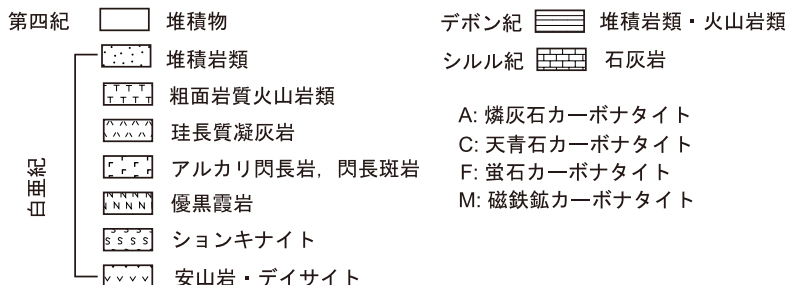 第四紀 堆積物
堆積岩類
粗面岩質火山岩類
珪長質凝灰岩
アルカリ閃長岩, 閃長斑岩
優黒霞岩
ションキナイト
安山岩・デイサイト
白亜紀
デボン紀 堆積岩類・火山岩類
シルル紀 石灰岩
A: 燐灰石カーボナタイト
C: 天青石カーボナタイト
F: 蛍石カーボナタイト
M: 磁鉄鉱カーボナタイト